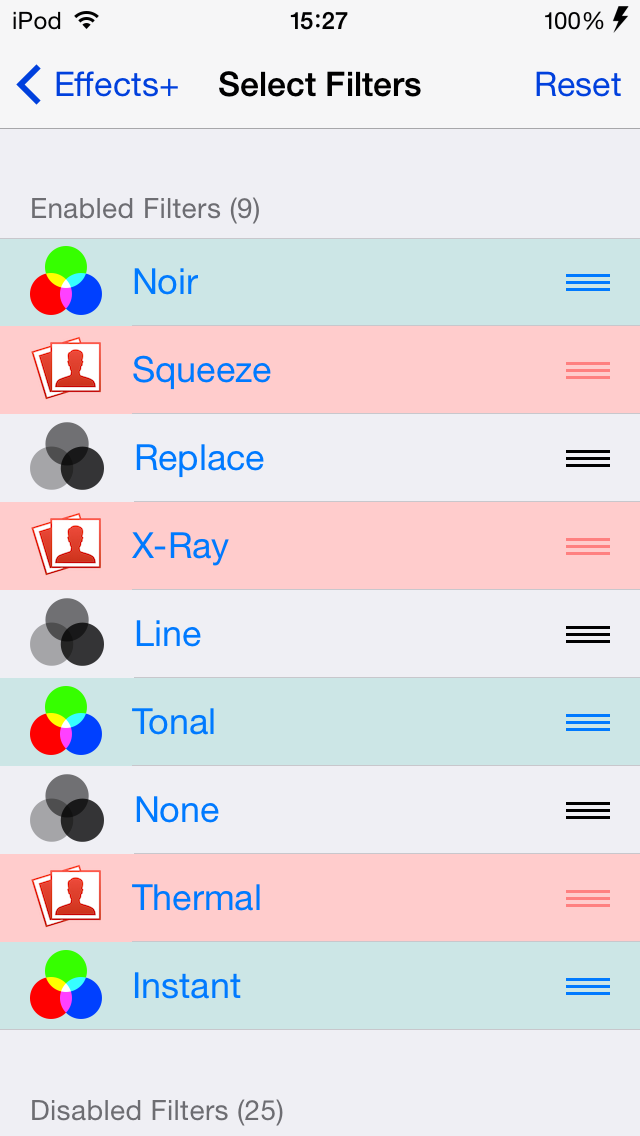 iPod 15:27 100%
Effects+ Select Filters Reset
Enabled Filters (9)
Noir
Squeeze
Replace
X-Ray
Line
Tonal
None
Thermal
Instant
Disabled Filters (25)